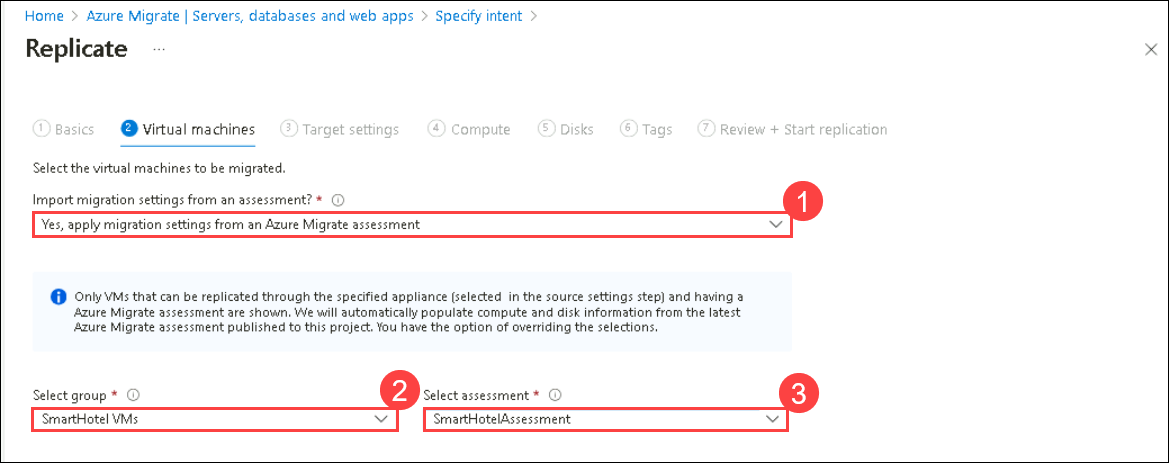 Home > Azure Migrate | Servers, databases and web apps > Specify intent >
Replicate ...
1 Basics 2 Virtual machines 3 Target settings 4 Compute 5 Disks 6 Tags 7 Review + Start replication
Select the virtual machines to be migrated.
Import migration settings from an assessment? *
1
Yes, apply migration settings from an Azure Migrate assessment
Only VMs that can be replicated through the specified appliance (selected in the source settings step) and having a
Azure Migrate assessment are shown. We will automatically populate compute and disk information from the latest
Azure Migrate assessment published to this project. You have the option of overriding the selections.
Select group * 2 Select assessment * 3
SmartHotel VMs SmartHotelAssessment